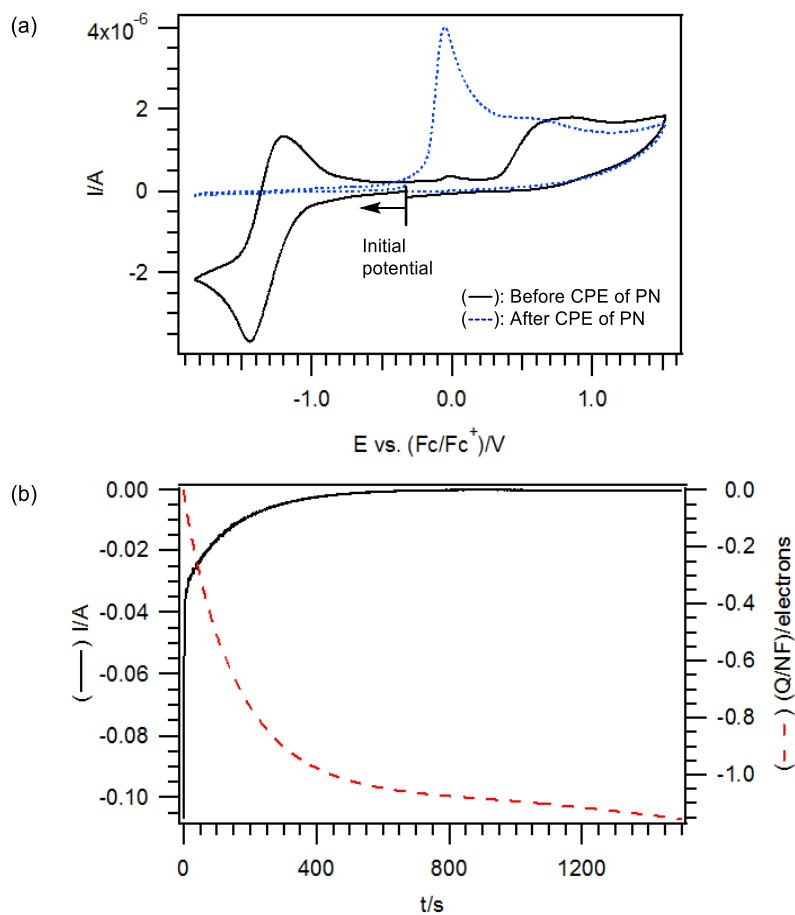 (a)
4x10⁻⁶
2
0
-2
I/A
Initial
potential
(—): Before CPE of PN
(-----): After CPE of PN
-1.0
0.0
1.0
E vs. (Fc/Fc⁺)/V
(b)
0.00
-0.02
-0.04
-0.06
-0.08
-0.10
(—) I/A
0.0
-0.2
-0.4
-0.6
-0.8
-1.0
(– –) (Q/NF)/electrons
0
400
800
1200
t/s